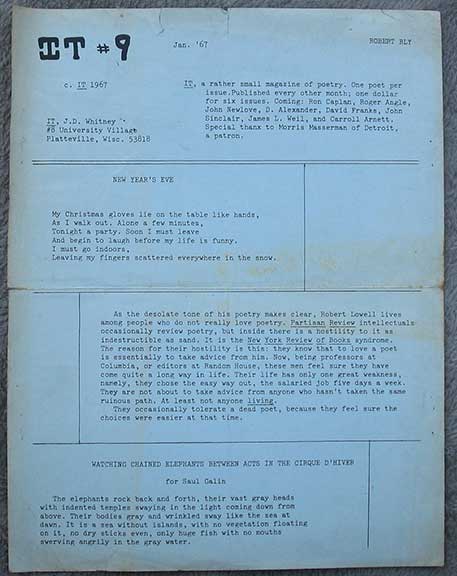 IT # 9
Jan. '67
ROBERT BLY
c. IT 1967
IT, a rather small magazine of poetry. One poet per
issue.Published every other month; one dollar
for six issues. Coming: Ron Caplan, Roger Angle,
John Newlove, D. Alexander, David Franks, John
Sinclair, James L. Weil, and Carroll Arnett.
Special thanx to Morris Masserman of Detroit,
a patron.
IT, J.D. Whitney
#8 University Village
Platteville, Wisc. 53818
NEW YEAR'S EVE
My Christmas gloves lie on the table like hands,
As I walk out. Alone a few minutes,
Tonight a party. Soon I must leave
And begin to laugh before my life is funny.
I must go indoors,
Leaving my fingers scattered everywhere in the snow.
As the desolate tone of his poetry makes clear, Robert Lowell lives
among people who do not really love poetry. Partisan Review intellectuals
occasionally review poetry, but inside there is a hostility to it as
indestructible as sand. It is the New York Review of Books syndrome.
The reason for their hostility is this: they know that to love a poet
is essentially to take advice from him. Now, being professors at
Columbia, or editors at Random House, these men feel sure they have
come quite a long way in life. Their life has only one great weakness,
namely, they chose the easy way out, the salaried job five days a week.
They are not about to take advice from anyone who hasn't taken the same
ruinous path. At least not anyone living.
They occasionally tolerate a dead poet, because they feel sure the
choices were easier at that time.
WATCHING CHAINED ELEPHANTS BETWEEN ACTS IN THE CIRQUE D'HIVER
for Saul Galin
The elephants rock back and forth, their vast gray heads
with indented temples swaying in the light coming down from
above. Their bodies gray and wrinkled sway like the sea at
dawn. It is a sea without islands, with no vegetation floating
on it, no dry sticks even, only huge fish with no mouths
swerving angrily in the gray water.